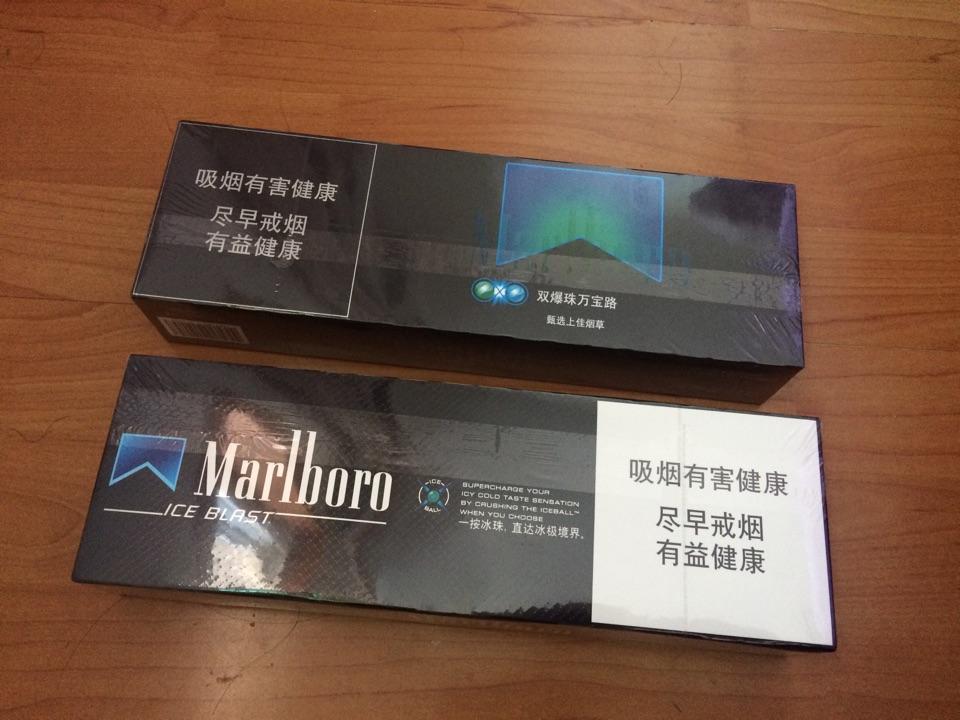 吸烟有害健康
尽早戒烟
有益健康
双爆珠万宝路
甄选上佳烟草
Marlboro
ICE BLAST
ICE
BALL
SUPERCHARGE YOUR
ICY COLD TASTE SENSATION
BY CRUSHING THE ICEBALL™
WHEN YOU CHOOSE
一按冰珠, 直达冰极境界。
吸烟有害健康
尽早戒烟
有益健康